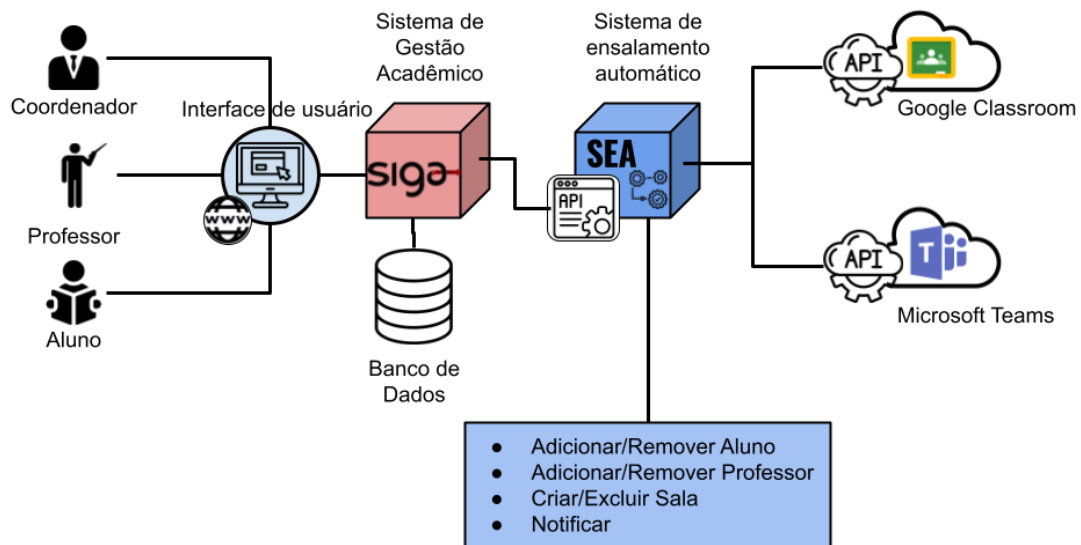 Coordenador
Professor
Aluno
Interface de usuário
www
Sistema de
Gestão
Acadêmico
siga
Banco de
Dados
Sistema de
ensalamento
automático
SEA
API
● Adicionar/Remover Aluno
● Adicionar/Remover Professor
● Criar/Excluir Sala
● Notificar
API
Google Classroom
API
T
Microsoft Teams